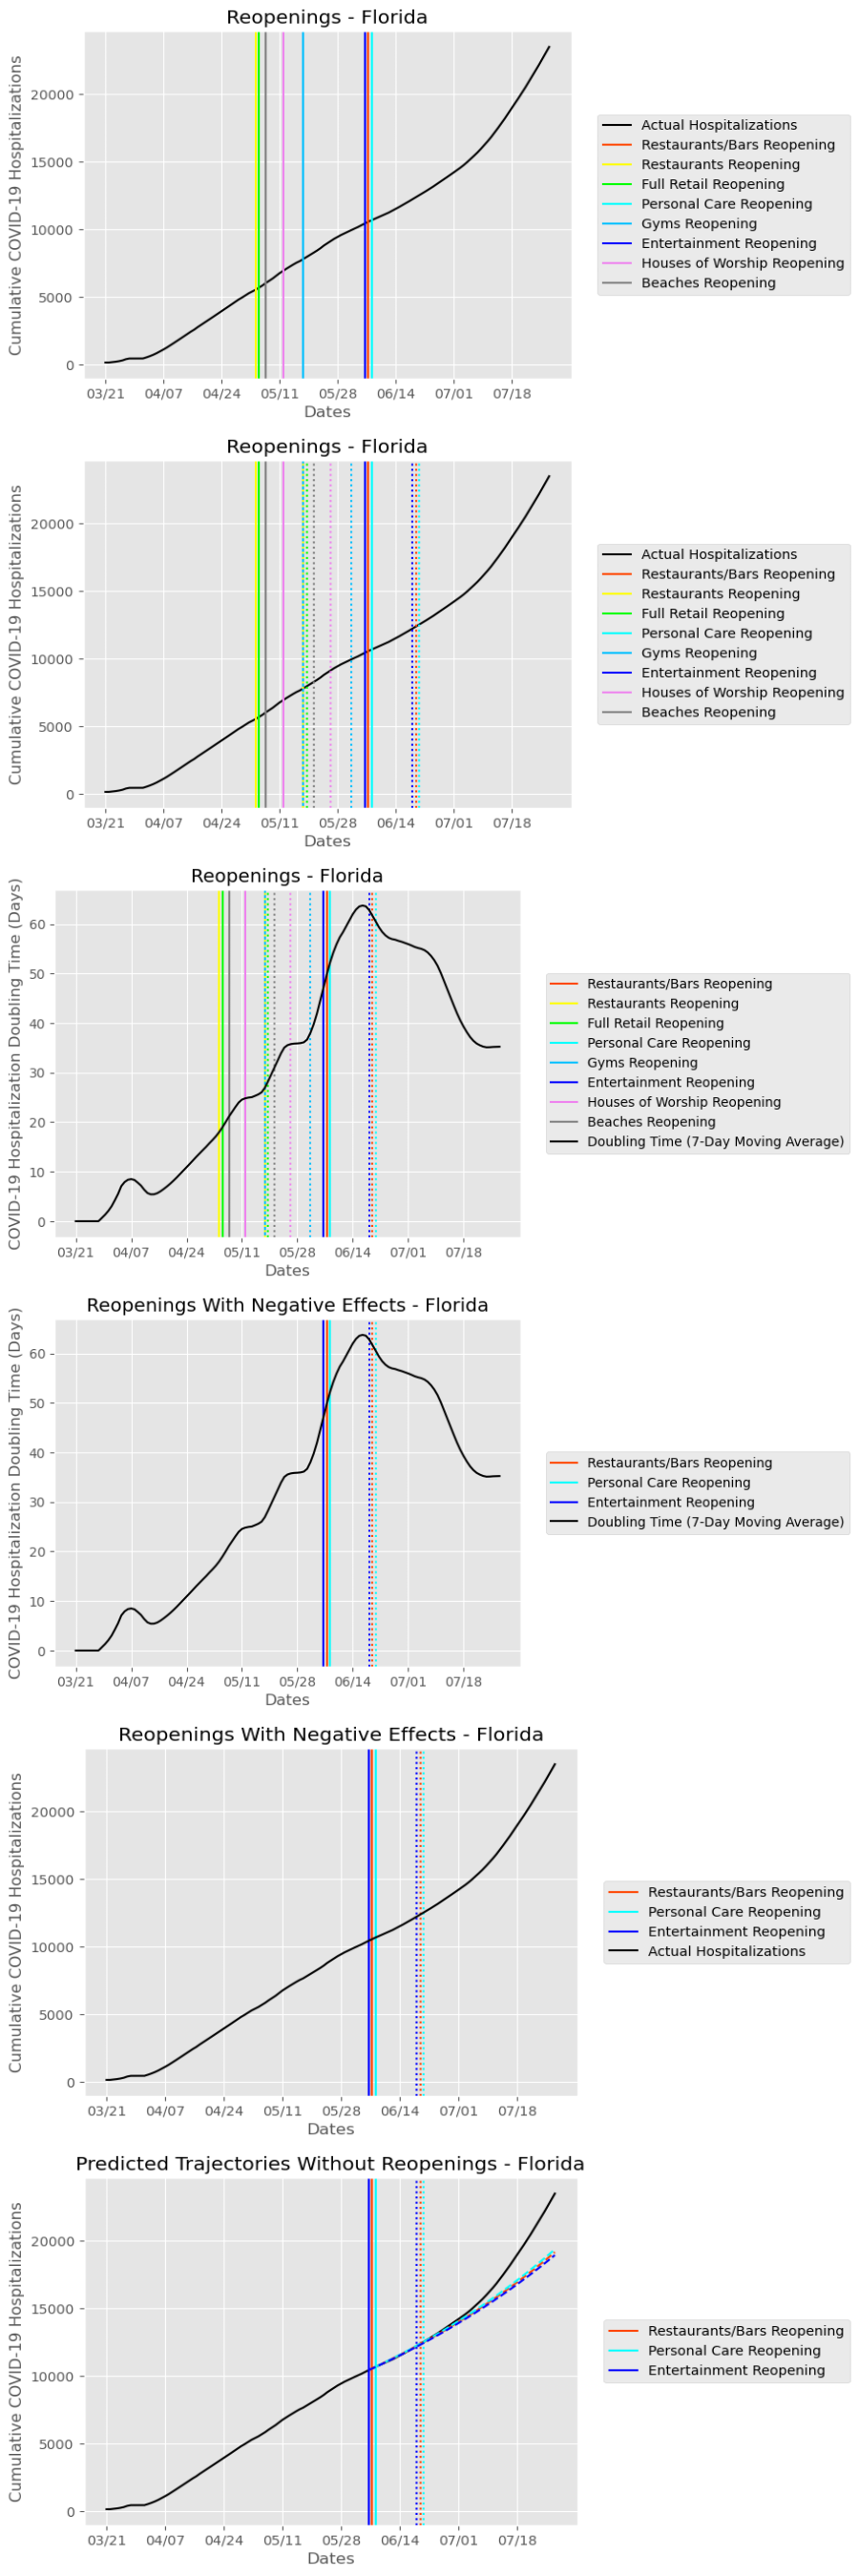 Reopenings - Florida
Cumulative COVID-19 Hospitalizations
20000
15000
10000
5000
0
03/21 04/07 04/24 05/11 05/28 06/14 07/01 07/18
Dates
Actual Hospitalizations
Restaurants/Bars Reopening
Restaurants Reopening
Full Retail Reopening
Personal Care Reopening
Gyms Reopening
Entertainment Reopening
Houses of Worship Reopening
Beaches Reopening
Reopenings - Florida
Cumulative COVID-19 Hospitalizations
20000
15000
10000
5000
0
03/21 04/07 04/24 05/11 05/28 06/14 07/01 07/18
Dates
Actual Hospitalizations
Restaurants/Bars Reopening
Restaurants Reopening
Full Retail Reopening
Personal Care Reopening
Gyms Reopening
Entertainment Reopening
Houses of Worship Reopening
Beaches Reopening
Reopenings - Florida
COVID-19 Hospitalization Doubling Time (Days)
60
50
40
30
20
10
0
03/21 04/07 04/24 05/11 05/28 06/14 07/01 07/18
Dates
Restaurants/Bars Reopening
Restaurants Reopening
Full Retail Reopening
Personal Care Reopening
Gyms Reopening
Entertainment Reopening
Houses of Worship Reopening
Beaches Reopening
Doubling Time (7-Day Moving Average)
Reopenings With Negative Effects - Florida
COVID-19 Hospitalization Doubling Time (Days)
60
50
40
30
20
10
0
03/21 04/07 04/24 05/11 05/28 06/14 07/01 07/18
Dates
Restaurants/Bars Reopening
Personal Care Reopening
Entertainment Reopening
Doubling Time (7-Day Moving Average)
Reopenings With Negative Effects - Florida
Cumulative COVID-19 Hospitalizations
20000
15000
10000
5000
0
03/21 04/07 04/24 05/11 05/28 06/14 07/01 07/18
Dates
Restaurants/Bars Reopening
Personal Care Reopening
Entertainment Reopening
Actual Hospitalizations
Predicted Trajectories Without Reopenings - Florida
Cumulative COVID-19 Hospitalizations
20000
15000
10000
5000
0
03/21 04/07 04/24 05/11 05/28 06/14 07/01 07/18
Dates
Restaurants/Bars Reopening
Personal Care Reopening
Entertainment Reopening